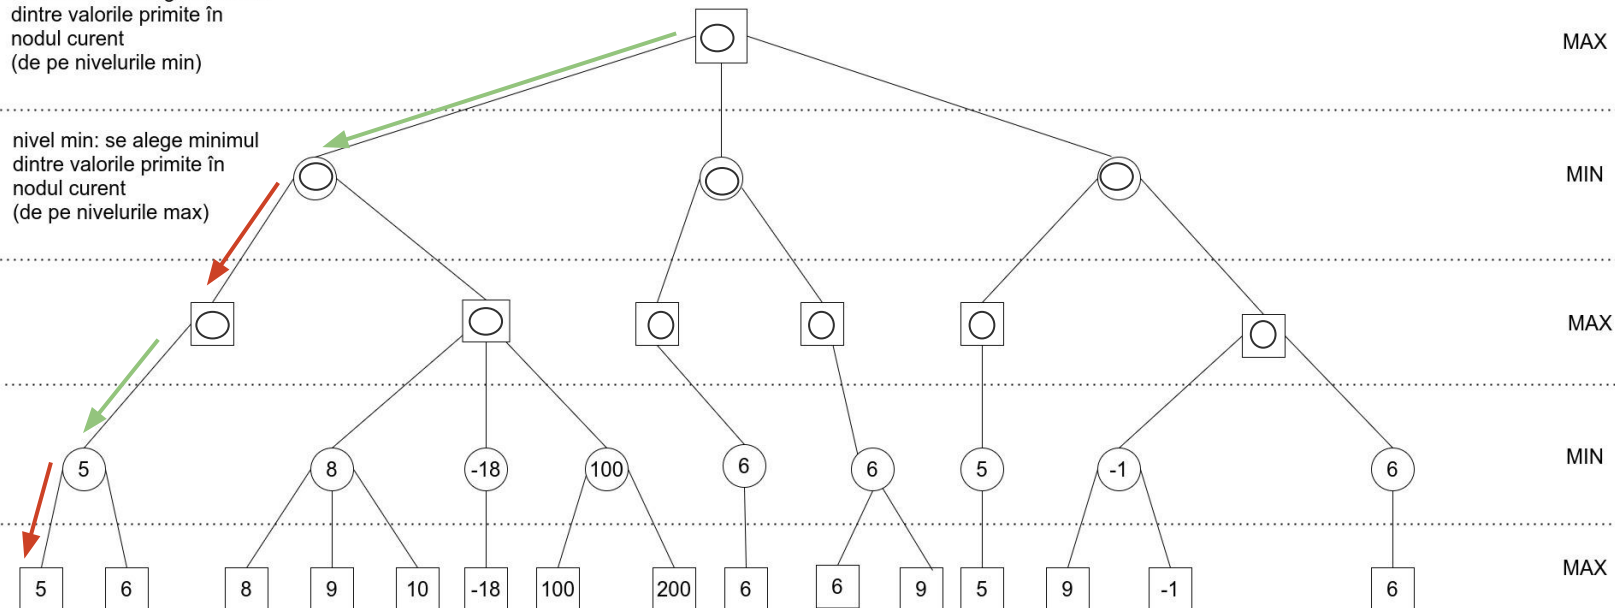 dintre valorile primite în
nodul curent
(de pe nivelurile min)
MAX
nivel min: se alege minimul
dintre valorile primite în
nodul curent
(de pe nivelurile max)
MIN
MAX
5 8 -18 100 6 6 5 -1 6 MIN
5 6 8 9 10 -18 100 200 6 6 9 5 9 -1 6 MAX